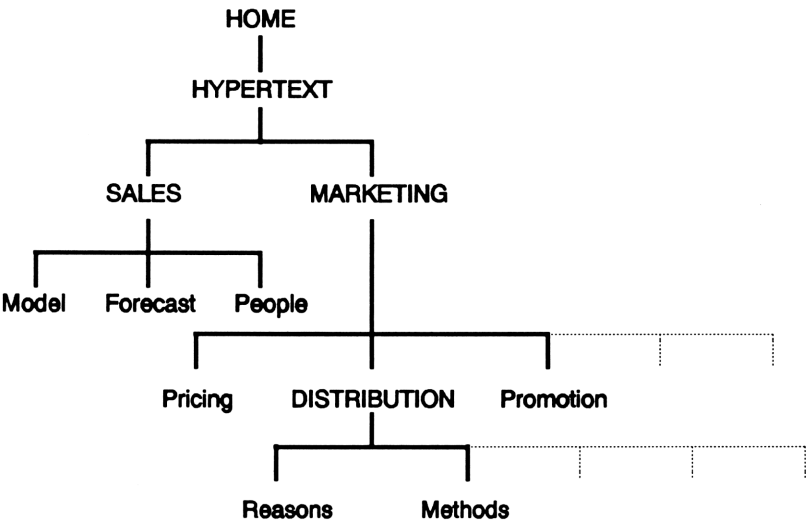 HOME
HYPERTEXT
SALES MARKETING
Model Forecast People
Pricing DISTRIBUTION Promotion
Reasons Methods